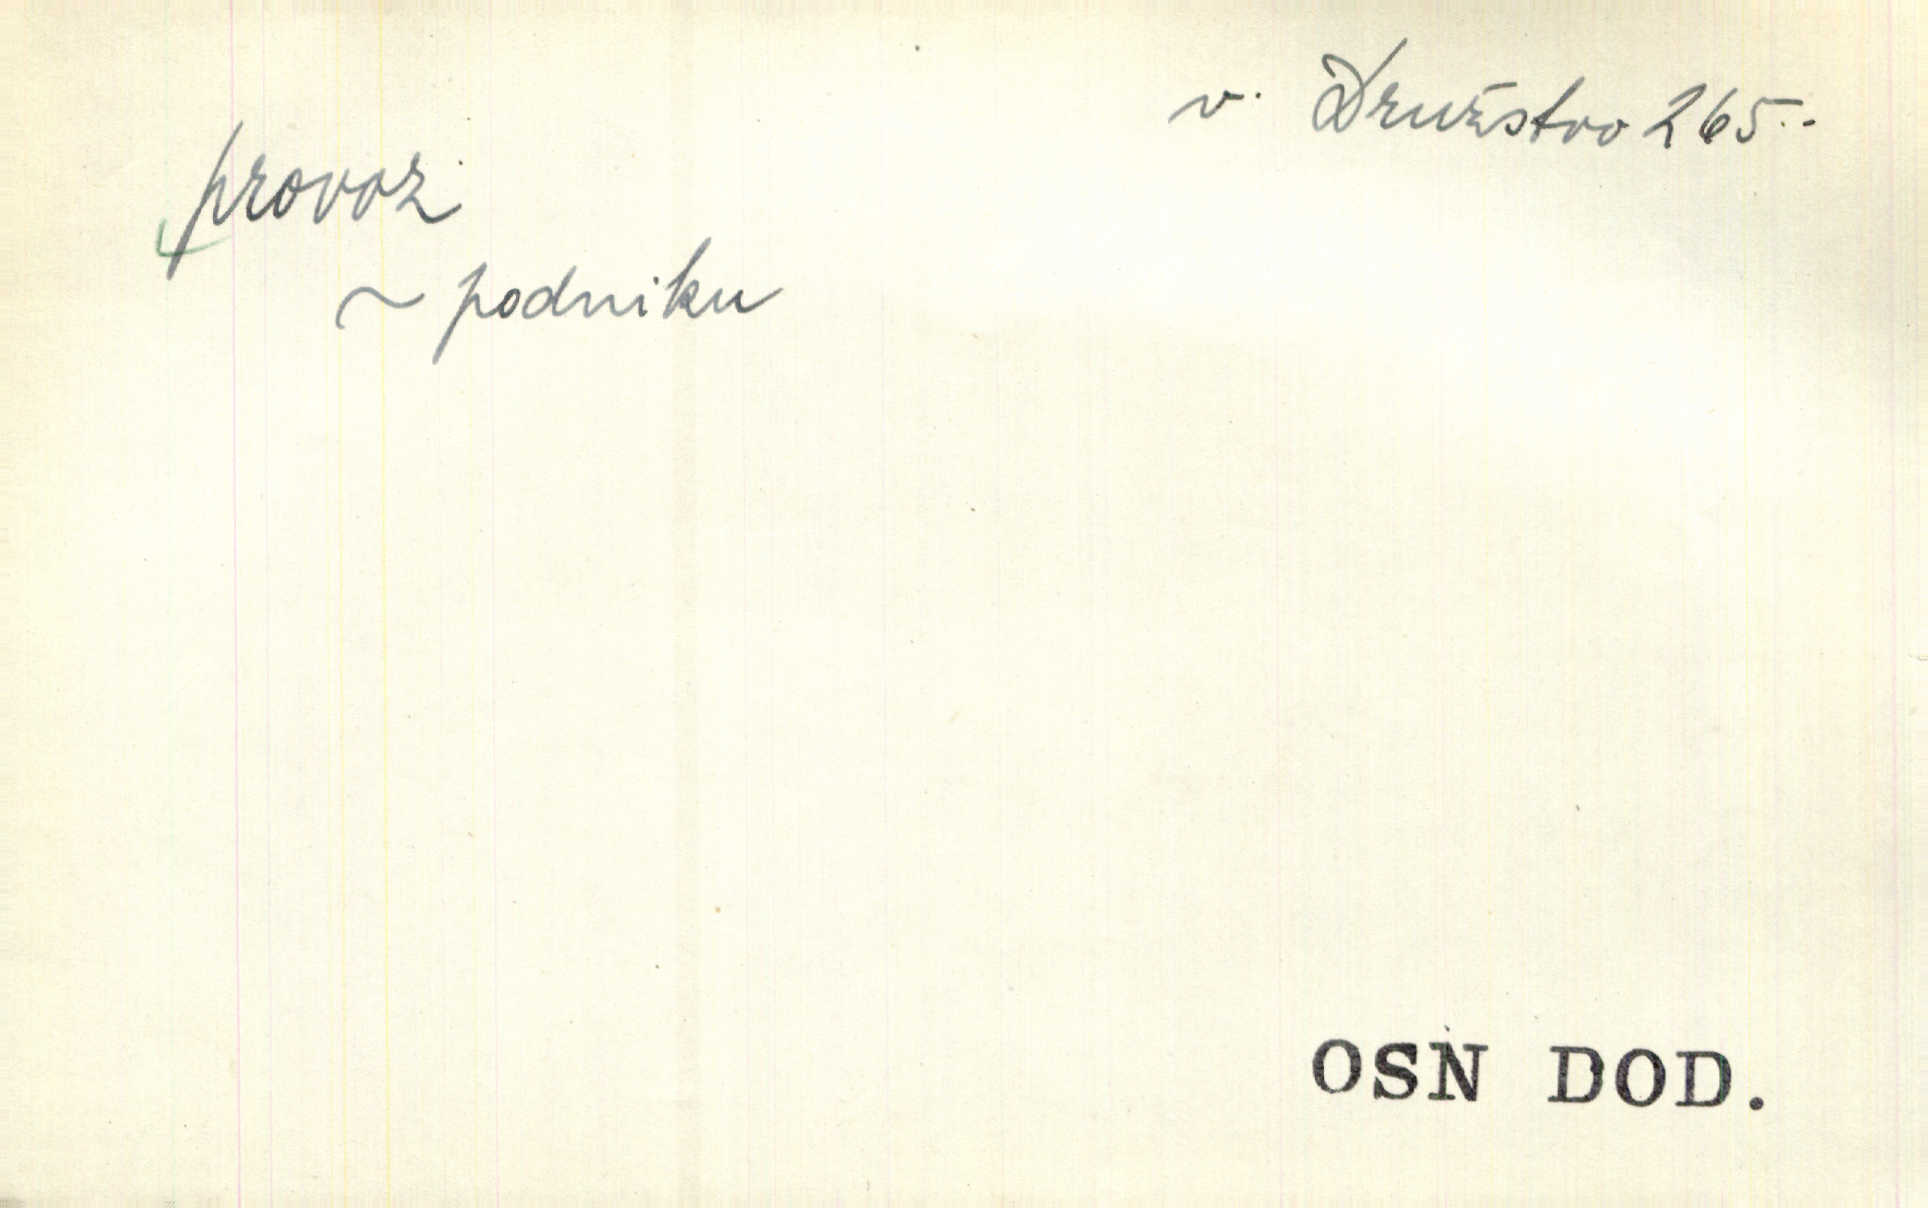 v. Družstvo 265..
provoz
~ podniku
OSN DOD.